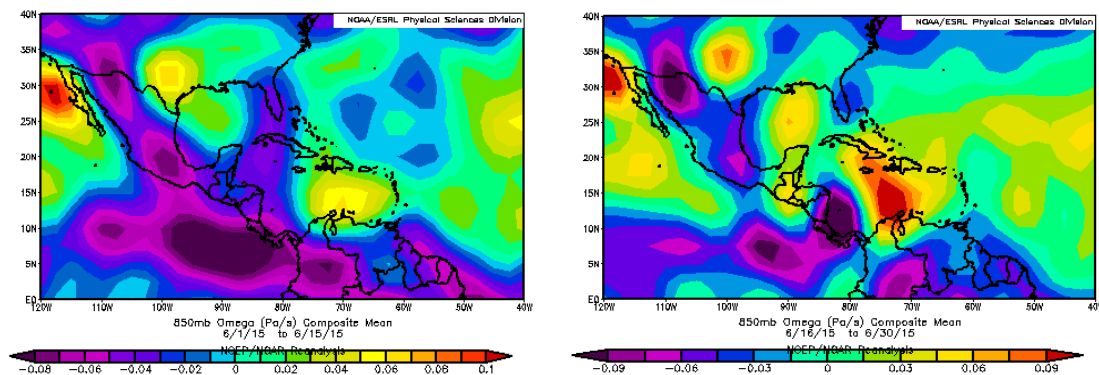 NOAA/ESRL Physical Sciences Division
40N
35N
30N
25N
20N
15N
10N
5N
EQ
120W 110W 100W 90W 80W 70W 60W 50W 40W
850mb Omega (Pa/s) Composite Mean
6/1/15 to 6/15/15
NCEP/NCAR Reanalysis
-0.08 -0.06 -0.04 -0.02 0 0.02 0.04 0.06 0.08 0.1
NOAA/ESRL Physical Sciences Division
40N
35N
30N
25N
20N
15N
10N
5N
EQ
120W 110W 100W 90W 80W 70W 60W 50W 40W
850mb Omega (Pa/s) Composite Mean
6/16/15 to 6/30/15
NCEP/NCAR Reanalysis
-0.09 -0.06 -0.03 0 0.03 0.06 0.09